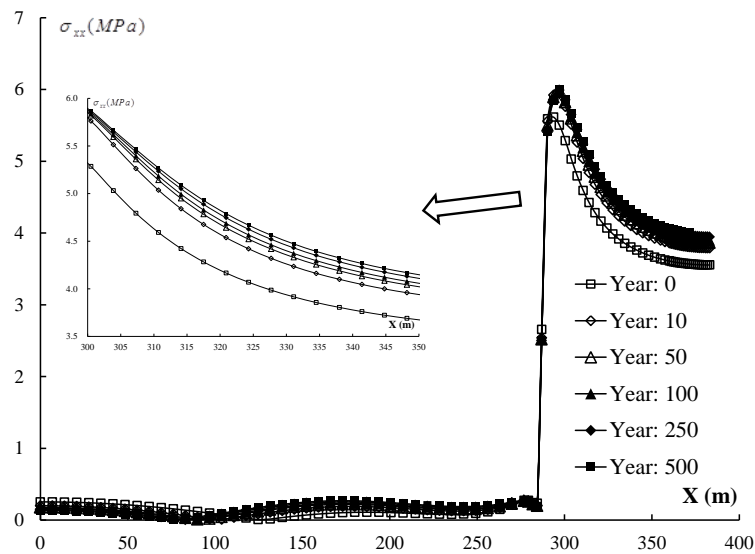 7
σxx(MPa)
6
5
4
3
2
1
0
0 50 100 150 200 250 300 350 400
X (m)
6.0
σxx(MPa)
5.5
5.0
4.5
4.0
3.5
X (m)
300 305 310 315 320 325 330 335 340 345 350
Year: 0
Year: 10
Year: 50
Year: 100
Year: 250
Year: 500